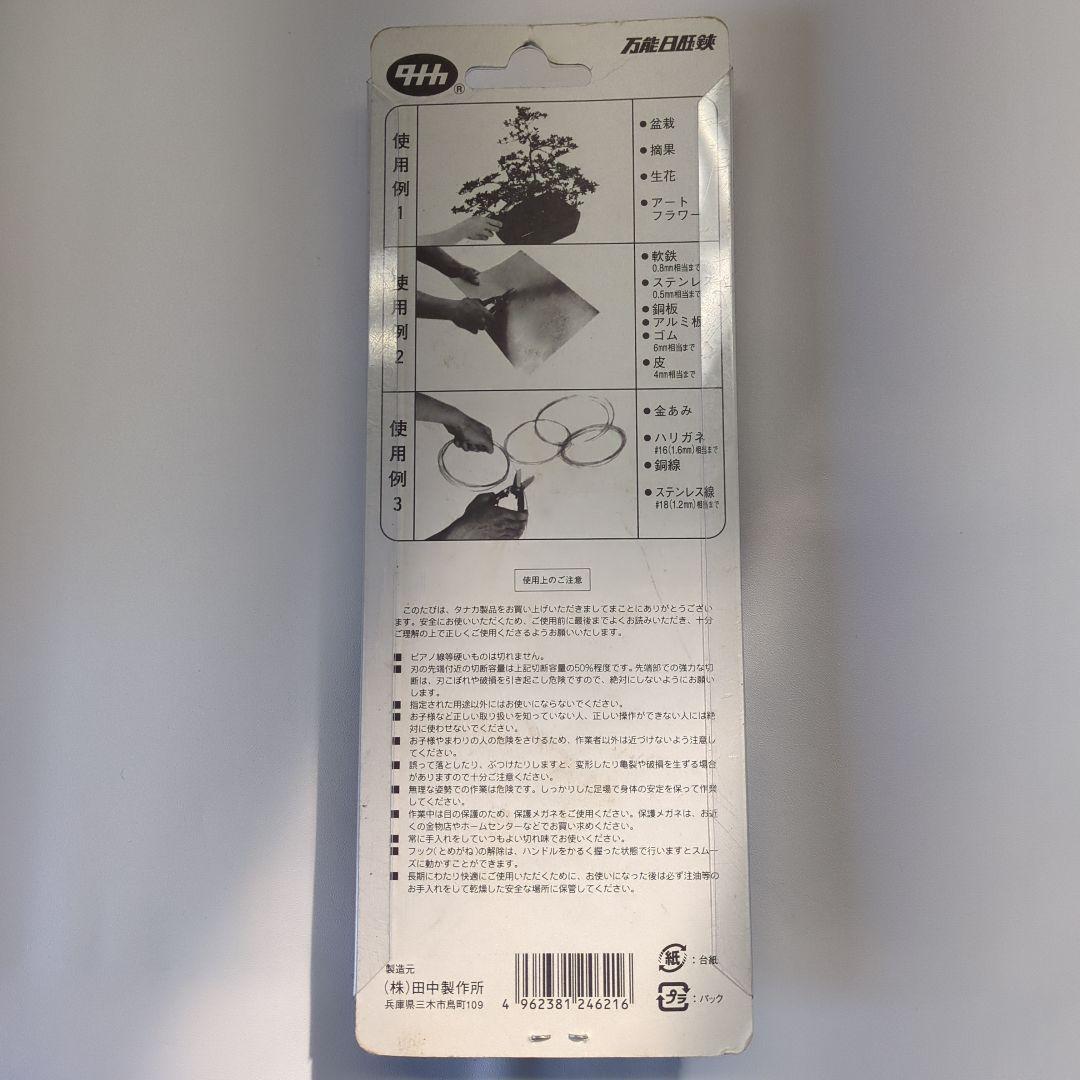 万能日旺鋏
®
使用例1
● 盆栽
● 摘果
● 生花
● アート
フラワー
使用例2
● 軟鉄
0.8mm相当まで
● ステンレス
0.5mm相当まで
● 銅板
● アルミ板
● ゴム
6mm相当まで
● 皮
4mm相当まで
使用例3
● 金あみ
● ハリガネ
#16(1.6mm)相当まで
● 銅線
● ステンレス線
#18(1.2mm)相当まで
使用上のご注意
このたびは、タナカ製品をお買い上げいただきましてまことにありがとうござい
ます。安全にお使いいただくため、ご使用前に最後までよくお読みいただき、十分
ご理解の上で正しくご使用くださるようお願いいたします。
■ ピアノ線等硬いものは切れません。
■ 刃の先端付近の切断容量は上記切断容量の50%程度です。先端部での強力な切
断は、刃こぼれや破損を引き起こし危険ですので、絶対にしないようにお願い
します。
■ 指定された用途以外にはお使いにならないでください。
■ お子様など正しい取り扱いを知っていない人、正しい操作ができない人には絶
対に使わせないでください。
■ お子様やまわりの人の危険をさけるため、作業者以外は近づけないよう注意し
てください。
■ 誤って落としたり、ぶつけたりしますと、変形したり亀裂や破損を生ずる場合
がありますので十分ご注意ください。
■ 無理な姿勢での作業は危険です。しっかりした足場で身体の安定を保って作業
してください。
■ 作業中は目の保護のため、保護メガネをご使用ください。保護メガネは、お近
くの金物店やホームセンターなどでお買い求めください。
■ 常に手入れをしていつもよい切れ味でお使いください。
■ フック(とめがね)の解除は、ハンドルをかるく握った状態で行いますとスムー
ズに動かすことができます。
■ 長期にわたり快適にご使用いただくために、お使いになった後は必ず注油等の
お手入れをして乾燥した安全な場所に保管してください。
製造元
(株)田中製作所
兵庫県三木市鳥町109
4 962381 246216
紙 : 台紙
プラ : パック